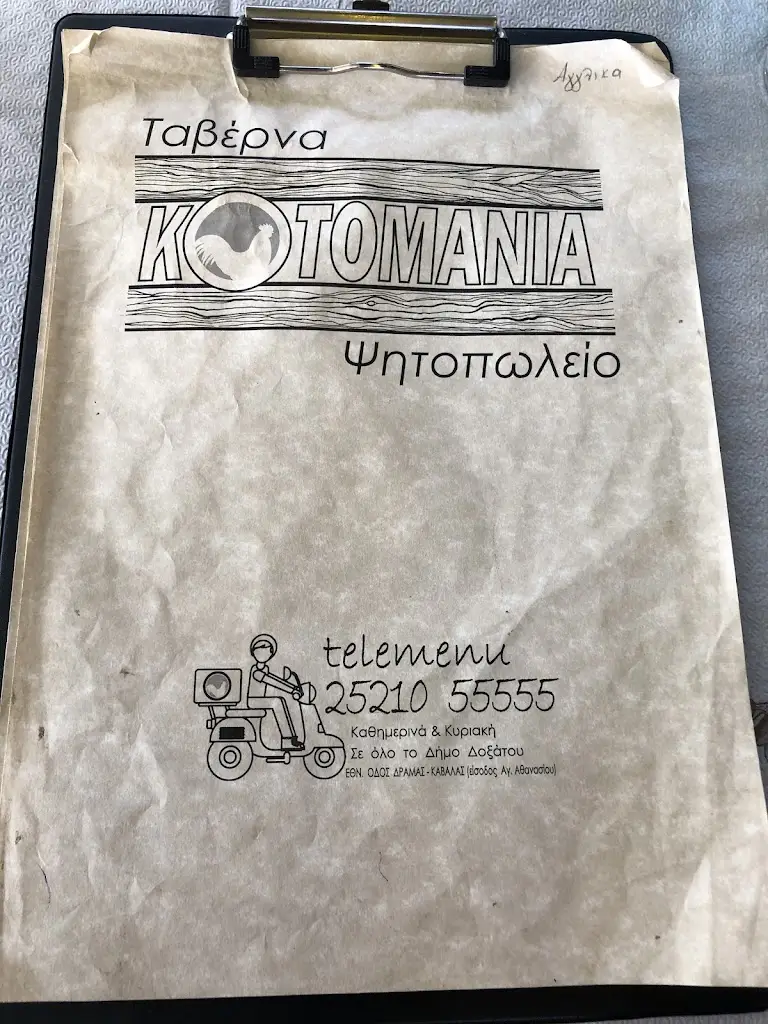 Αγγλικα
Ταβέρνα
ΚΟΤΟΜΑΝΙΑ
Ψητοπωλείο
telemenu
25210 55555
Καθημερινά & Κυριακή
Σε όλο το Δήμο Δοξάτου
ΕΘΝ. ΟΔΟΣ ΔΡΑΜΑΣ - ΚΑΒΑΛΑΣ (είσοδος Αγ. Αθανασίου)